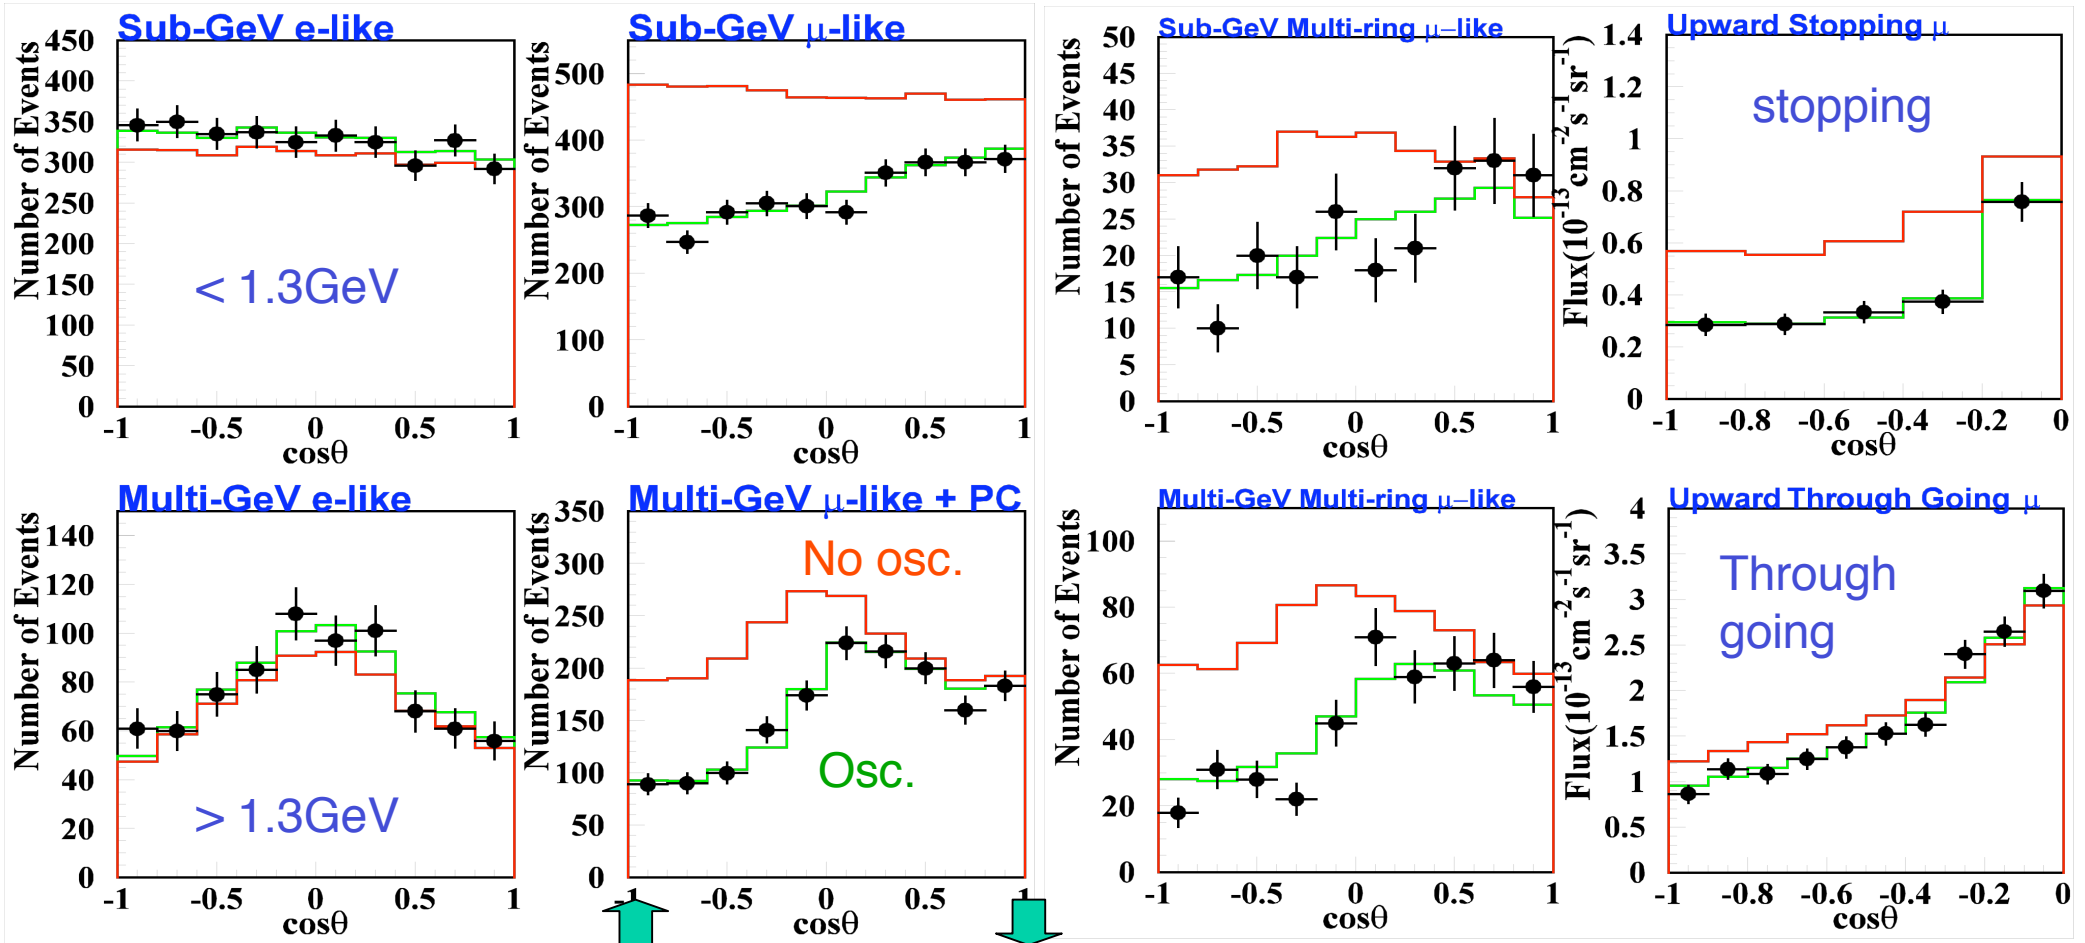 Sub-GeV e-like
Number of Events
450
400
350
300
250
200
150
100
50
0
< 1.3GeV
-1 -0.5 0 0.5 1
cosθ
Sub-GeV μ-like
Number of Events
500
400
300
200
100
0
-1 -0.5 0 0.5 1
cosθ
Sub-GeV Multi-ring μ−like
Number of Events
50
45
40
35
30
25
20
15
10
5
0
-1 -0.5 0 0.5 1
cosθ
Upward Stopping μ
Flux(10⁻¹³cm⁻²s⁻¹sr⁻¹)
1.4
1.2
1
0.8
0.6
0.4
0.2
0
stopping
-1 -0.8 -0.6 -0.4 -0.2 0
cosθ
Multi-GeV e-like
Number of Events
140
120
100
80
60
40
20
0
> 1.3GeV
-1 -0.5 0 0.5 1
cosθ
Multi-GeV μ-like + PC
Number of Events
350
300
250
200
150
100
50
0
No osc.
Osc.
-1 -0.5 0 0.5 1
cosθ
Multi-GeV Multi-ring μ−like
Number of Events
100
80
60
40
20
0
-1 -0.5 0 0.5 1
cosθ
Upward Through Going μ
Flux(10⁻¹³cm⁻²s⁻¹sr⁻¹)
4
3.5
3
2.5
2
1.5
1
0.5
0
Through
going
-1 -0.8 -0.6 -0.4 -0.2 0
cosθ